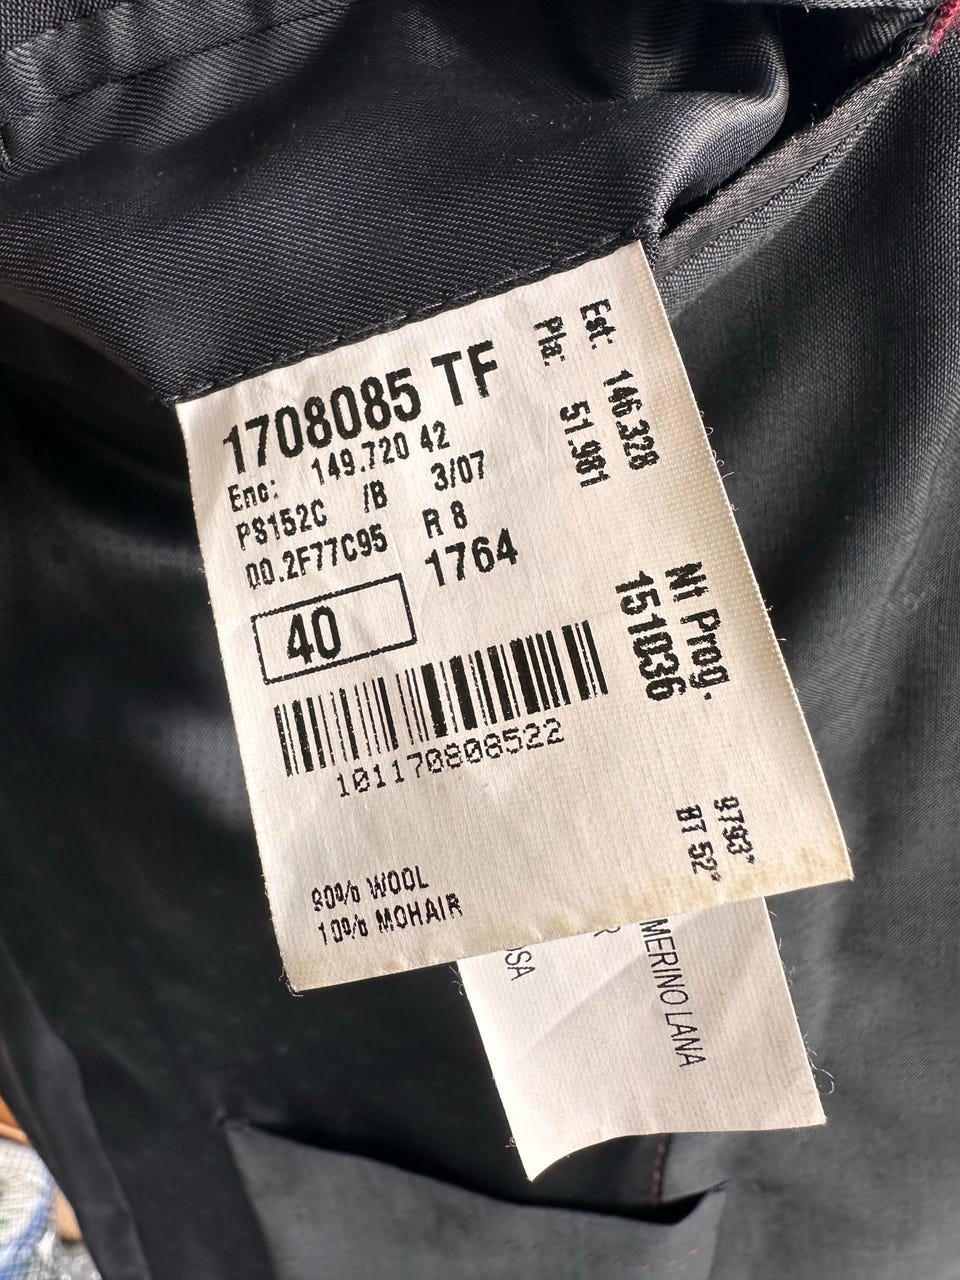 1708085 TF
Enc: 149.720 42
PS152C /B 3/07
00.2F77C95 R 8
1764
40
101170808522
90% WOOL
10% MOHAIR
Est: 146.328
Pla: 51.981
Nt Prog.
151036
9793*
BT 52*
MERINO LANA